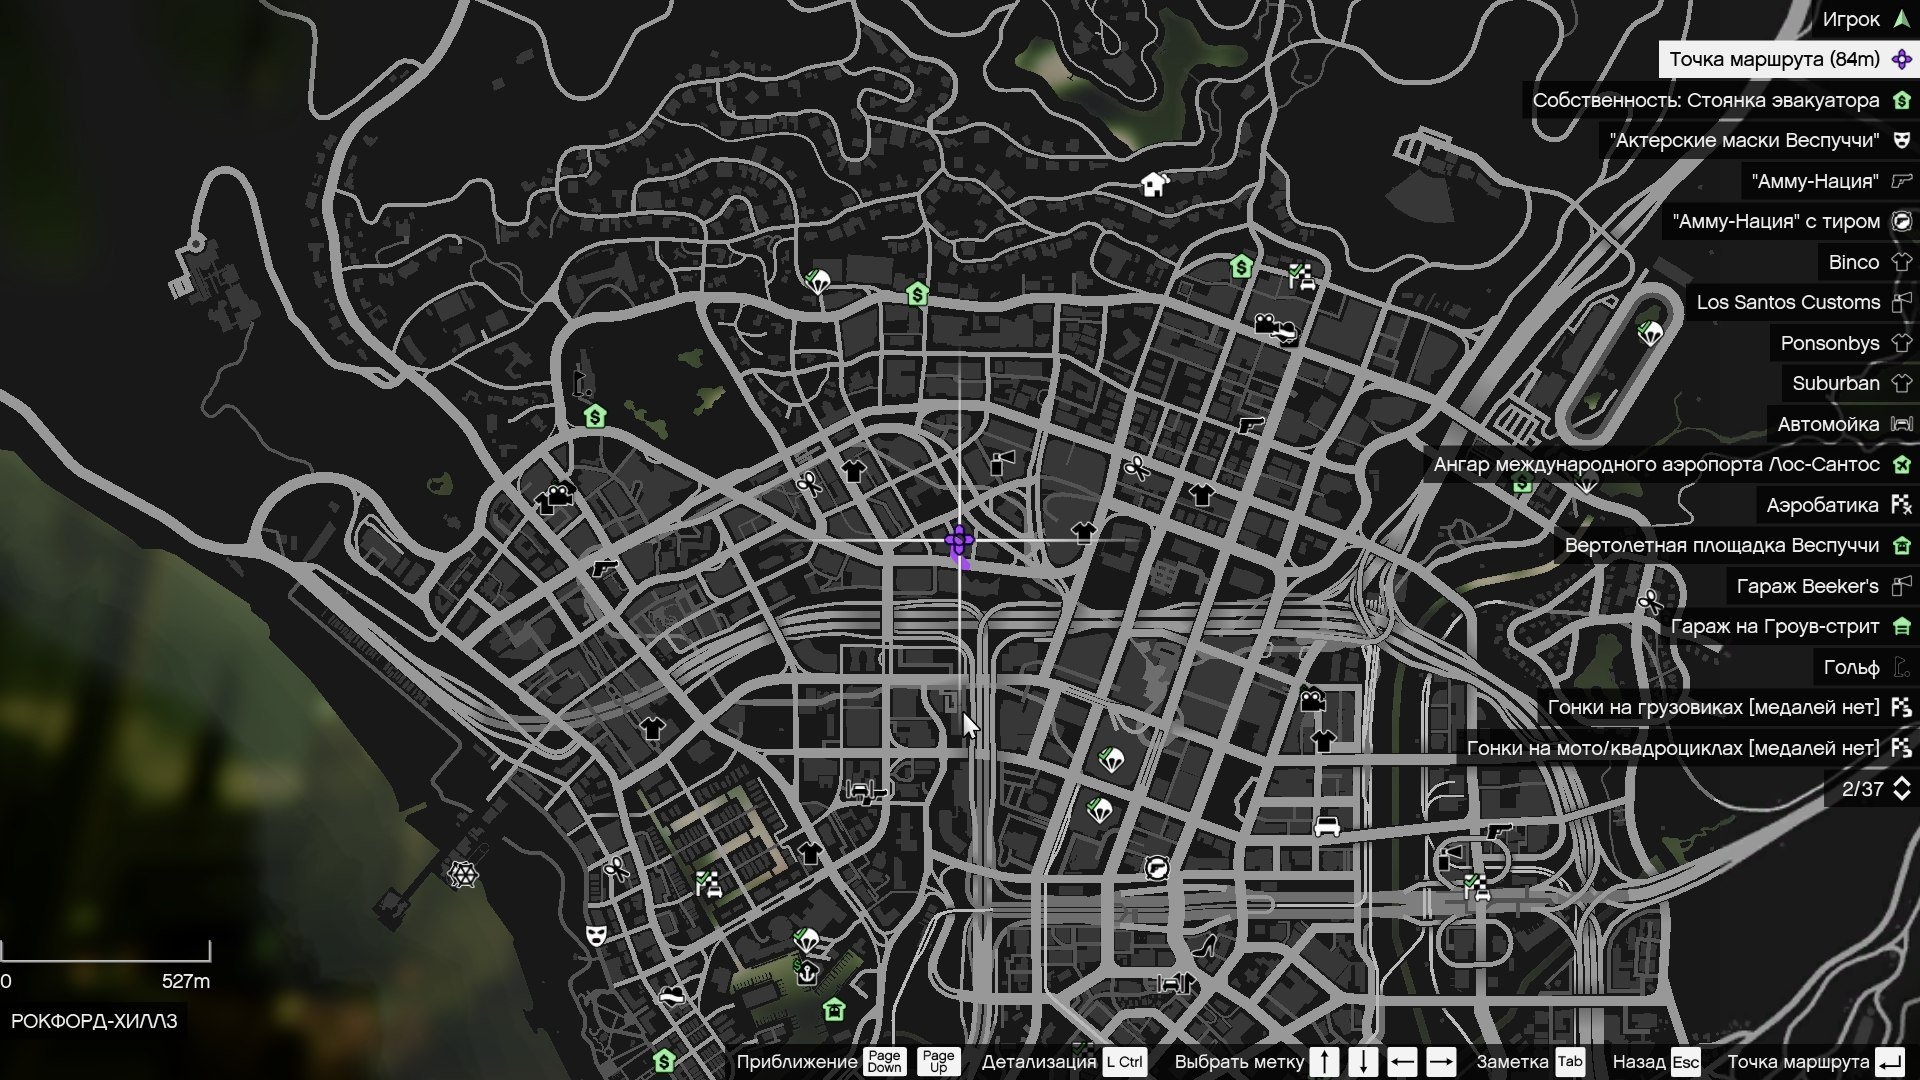 Игрок
Точка маршрута (84m)
Собственность: Стоянка эвакуатора
"Актерские маски Веспуччи"
"Амму-Нация"
"Амму-Нация" с тиром
Binco
Los Santos Customs
Ponsonbys
Suburban
Автомойка
Ангар международного аэропорта Лос-Сантос
Аэробатика
Вертолетная площадка Веспуччи
Гараж Beeker's
Гараж на Гроув-стрит
Гольф
Гонки на грузовиках [медалей нет]
Гонки на мото/квадроциклах [медалей нет]
2/37
0 527m
РОКФОРД-ХИЛЛЗ
Приближение Page Down Page Up Детализация L Ctrl Выбрать метку ↑ ↓ ← → Заметка Tab Назад Esc Точка маршрута ↵